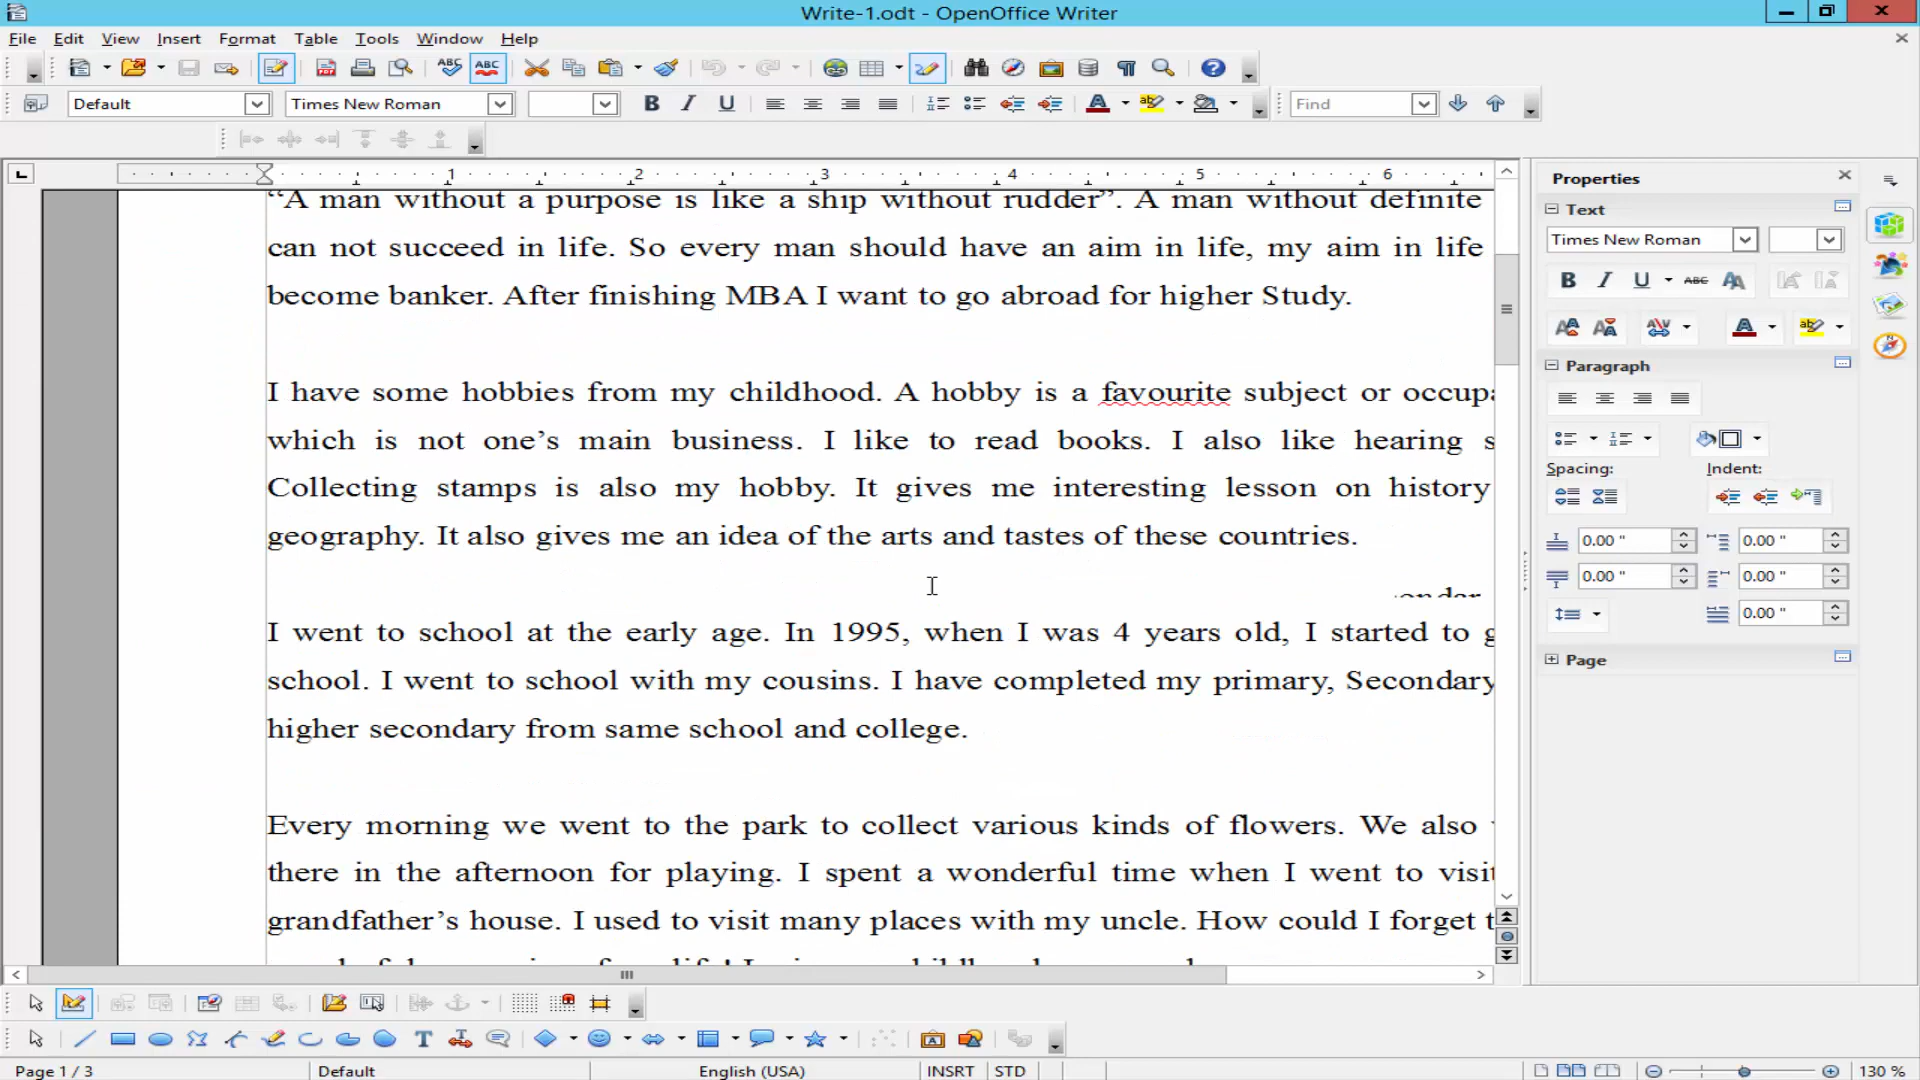 Write-1.odt - OpenOffice Writer
File Edit View Insert Format Table Tools Window Help
Default Times New Roman Find
1 2 3 4 5 6
“A man without a purpose is like a ship without rudder”. A man without definite
can not succeed in life. So every man should have an aim in life, my aim in life
become banker. After finishing MBA I want to go abroad for higher Study.
I have some hobbies from my childhood. A hobby is a favourite subject or occupa
which is not one’s main business. I like to read books. I also like hearing s
Collecting stamps is also my hobby. It gives me interesting lesson on history
geography. It also gives me an idea of the arts and tastes of these countries.
I went to school at the early age. In 1995, when I was 4 years old, I started to g
school. I went to school with my cousins. I have completed my primary, Secondary
higher secondary from same school and college.
Every morning we went to the park to collect various kinds of flowers. We also
there in the afternoon for playing. I spent a wonderful time when I went to visit
grandfather’s house. I used to visit many places with my uncle. How could I forget t
Properties
Text
Times New Roman
Paragraph
Spacing: Indent:
0.00 " 0.00 "
0.00 " 0.00 "
0.00 "
Page
Page 1 / 3 Default English (USA) INSRT STD 130 %